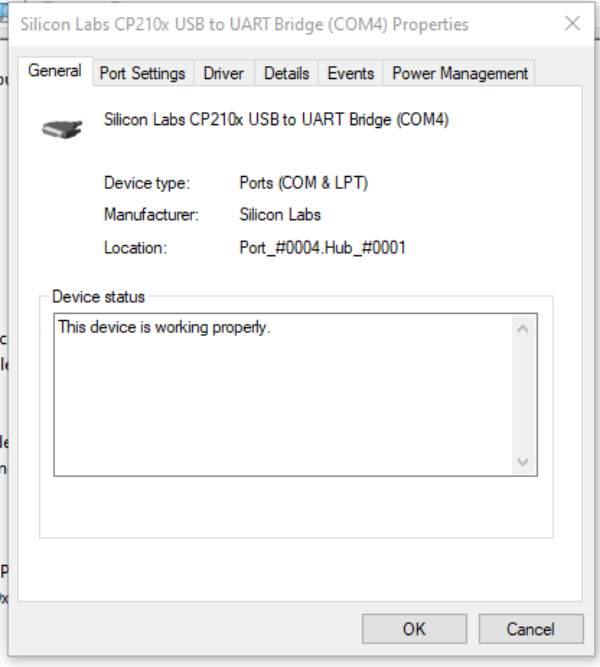 Silicon Labs CP210x USB to UART Bridge (COM4) Properties
General Port Settings Driver Details Events Power Management
Silicon Labs CP210x USB to UART Bridge (COM4)
Device type: Ports (COM & LPT)
Manufacturer: Silicon Labs
Location: Port_#0004.Hub_#0001
Device status
This device is working properly.
OK Cancel